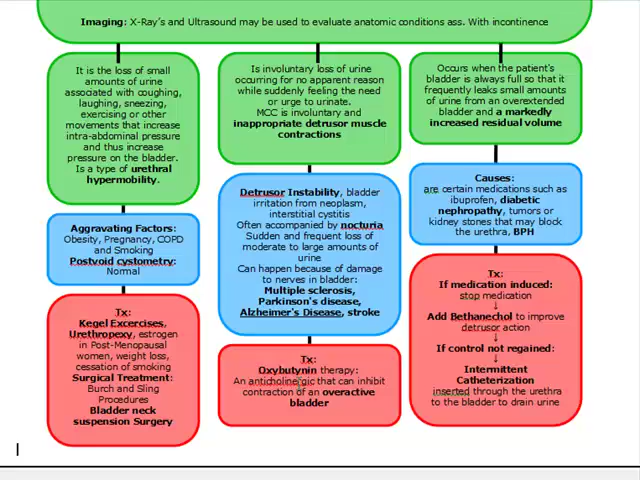 Imaging: X-Ray's and Ultrasound may be used to evaluate anatomic conditions ass. With incontinence
It is the loss of small
amounts of urine
associated with coughing,
laughing, sneezing,
exercising or other
movements that increase
intra-abdominal pressure
and thus increase
pressure on the bladder.
Is a type of urethral
hypermobility.
Aggravating Factors:
Obesity, Pregnancy, COPD
and Smoking
Postvoid cystometry:
Normal
Tx:
Kegel Excercises,
Urethropexy, estrogen
in Post-Menopausal
women, weight loss,
cessation of smoking
Surgical Treatment:
Burch and Sling
Procedures
Bladder neck
suspension Surgery
Is involuntary loss of urine
occurring for no apparent reason
while suddenly feeling the need
or urge to urinate.
MCC is involuntary and
inappropriate detrusor muscle
contractions
Detrusor Instability, bladder
irritation from neoplasm,
interstitial cystitis
Often accompanied by nocturia
Sudden and frequent loss of
moderate to large amounts of
urine
Can happen because of damage
to nerves in bladder:
Multiple sclerosis,
Parkinson's disease,
Alzheimer's Disease, stroke
Tx:
Oxybutynin therapy:
An anticholinergic that can inhibit
contraction of an overactive
bladder
Occurs when the patient's
bladder is always full so that it
frequently leaks small amounts
of urine from an overextended
bladder and a markedly
increased residual volume
Causes:
are certain medications such as
ibuprofen, diabetic
nephropathy, tumors or
kidney stones that may block
the urethra, BPH
Tx:
If medication induced:
stop medication
↓
Add Bethanechol to improve
detrusor action
↓
If control not regained:
↓
Intermittent
Catheterization
inserted through the urethra
to the bladder to drain urine